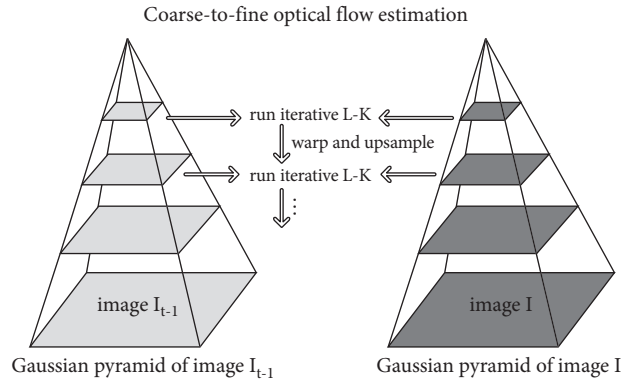 Coarse-to-fine optical flow estimation
run iterative L-K
warp and upsample
run iterative L-K
⋮
image I_{t-1}
image I
Gaussian pyramid of image I_{t-1}
Gaussian pyramid of image I